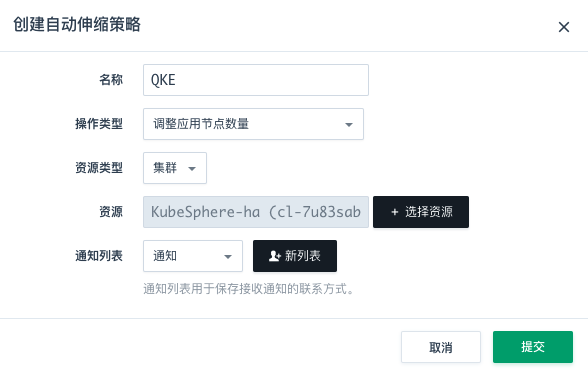 创建自动伸缩策略
名称 QKE
操作类型 调整应用节点数量
资源类型 集群
资源 KubeSphere-ha (cl-7u83sab + 选择资源
通知列表 通知 新列表
通知列表用于保存接收通知的联系方式。
取消 提交